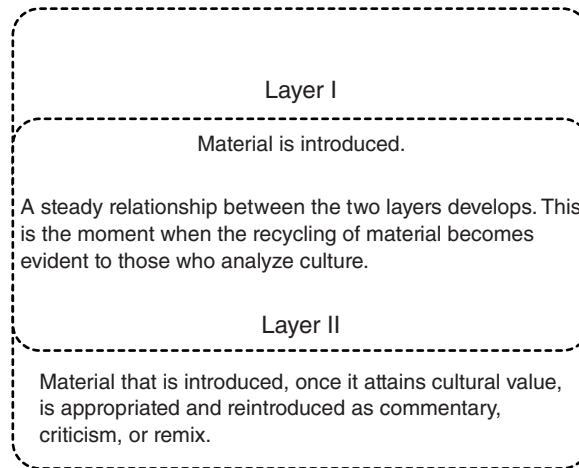 Layer I
Material is introduced.
A steady relationship between the two layers develops. This
is the moment when the recycling of material becomes
evident to those who analyze culture.
Layer II
Material that is introduced, once it attains cultural value,
is appropriated and reintroduced as commentary,
criticism, or remix.